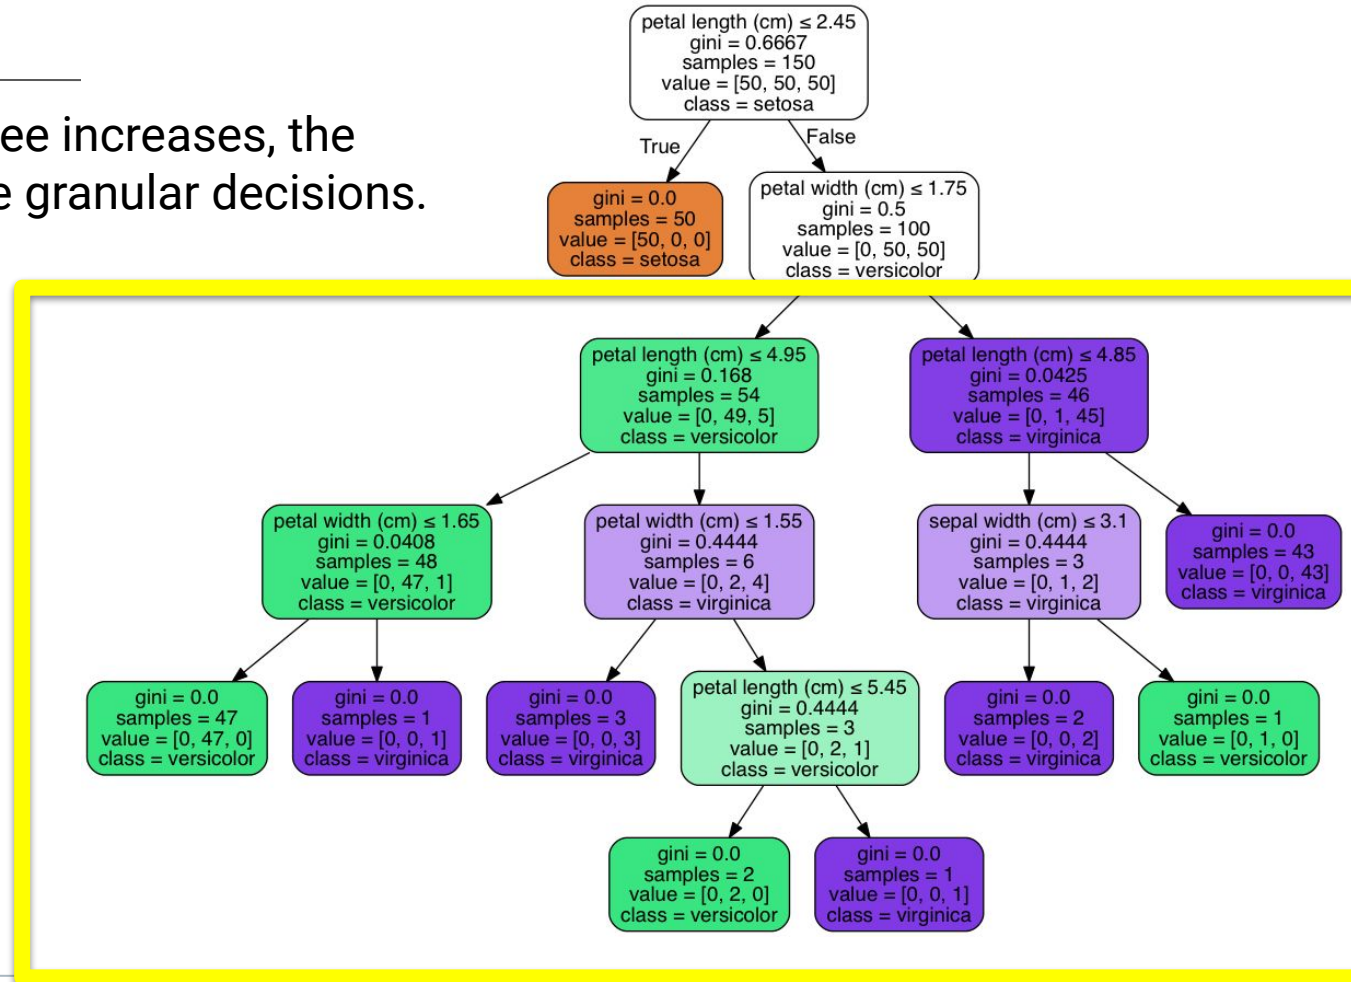 ee increases, the
e granular decisions.
petal length (cm) ≤ 2.45
gini = 0.6667
samples = 150
value = [50, 50, 50]
class = setosa
True
False
gini = 0.0
samples = 50
value = [50, 0, 0]
class = setosa
petal width (cm) ≤ 1.75
gini = 0.5
samples = 100
value = [0, 50, 50]
class = versicolor
petal length (cm) ≤ 4.95
gini = 0.168
samples = 54
value = [0, 49, 5]
class = versicolor
petal length (cm) ≤ 4.85
gini = 0.0425
samples = 46
value = [0, 1, 45]
class = virginica
petal width (cm) ≤ 1.65
gini = 0.0408
samples = 48
value = [0, 47, 1]
class = versicolor
petal width (cm) ≤ 1.55
gini = 0.4444
samples = 6
value = [0, 2, 4]
class = virginica
sepal width (cm) ≤ 3.1
gini = 0.4444
samples = 3
value = [0, 1, 2]
class = virginica
gini = 0.0
samples = 43
value = [0, 0, 43]
class = virginica
gini = 0.0
samples = 47
value = [0, 47, 0]
class = versicolor
gini = 0.0
samples = 1
value = [0, 0, 1]
class = virginica
gini = 0.0
samples = 3
value = [0, 0, 3]
class = virginica
petal length (cm) ≤ 5.45
gini = 0.4444
samples = 3
value = [0, 2, 1]
class = versicolor
gini = 0.0
samples = 2
value = [0, 0, 2]
class = virginica
gini = 0.0
samples = 1
value = [0, 1, 0]
class = versicolor
gini = 0.0
samples = 2
value = [0, 2, 0]
class = versicolor
gini = 0.0
samples = 1
value = [0, 0, 1]
class = virginica